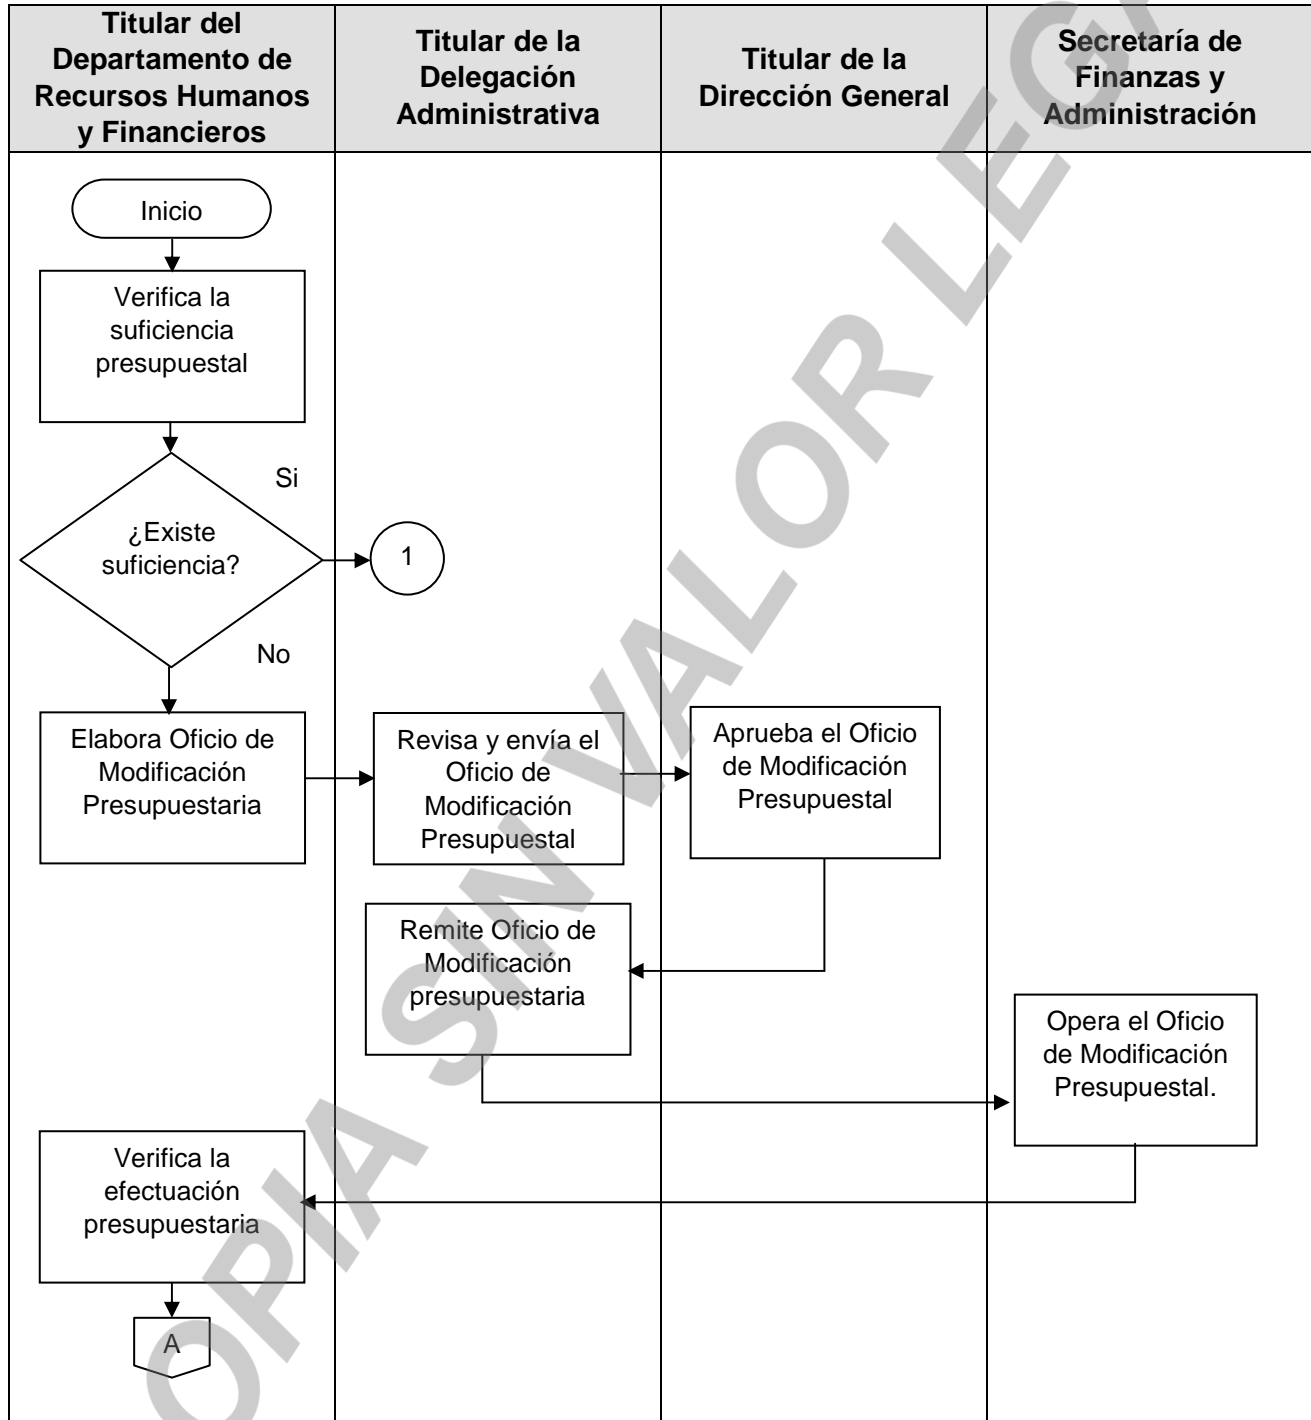 Titular del
Departamento de
Recursos Humanos
y Financieros
Titular de la
Delegación
Administrativa
Titular de la
Dirección General
Secretaría de
Finanzas y
Administración
Inicio
Verifica la
suficiencia
presupuestal
Si
¿Existe
suficiencia?
1
No
Elabora Oficio de
Modificación
Presupuestaria
Revisa y envía el
Oficio de
Modificación
Presupuestal
Aprueba el Oficio
de Modificación
Presupuestal
Remite Oficio de
Modificación
presupuestaria
Opera el Oficio
de Modificación
Presupuestal.
Verifica la
efectuación
presupuestaria
A
OPIA SIN VALOR LEGA